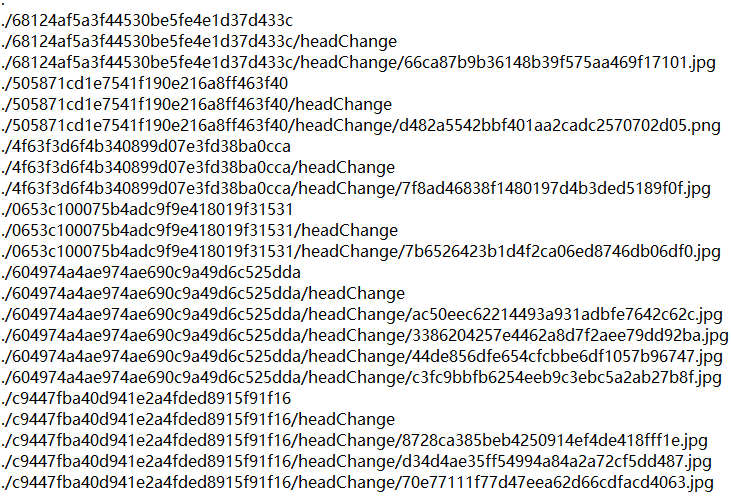 .
./68124af5a3f44530be5fe4e1d37d433c
./68124af5a3f44530be5fe4e1d37d433c/headChange
./68124af5a3f44530be5fe4e1d37d433c/headChange/66ca87b9b36148b39f575aa469f17101.jpg
./505871cd1e7541f190e216a8ff463f40
./505871cd1e7541f190e216a8ff463f40/headChange
./505871cd1e7541f190e216a8ff463f40/headChange/d482a5542bbf401aa2cadc2570702d05.png
./4f63f3d6f4b340899d07e3fd38ba0cca
./4f63f3d6f4b340899d07e3fd38ba0cca/headChange
./4f63f3d6f4b340899d07e3fd38ba0cca/headChange/7f8ad46838f1480197d4b3ded5189f0f.jpg
./0653c100075b4adc9f9e418019f31531
./0653c100075b4adc9f9e418019f31531/headChange
./0653c100075b4adc9f9e418019f31531/headChange/7b6526423b1d4f2ca06ed8746db06df0.jpg
./604974a4ae974ae690c9a49d6c525dda
./604974a4ae974ae690c9a49d6c525dda/headChange
./604974a4ae974ae690c9a49d6c525dda/headChange/ac50eec62214493a931adbfe7642c62c.jpg
./604974a4ae974ae690c9a49d6c525dda/headChange/3386204257e4462a8d7f2aee79dd92ba.jpg
./604974a4ae974ae690c9a49d6c525dda/headChange/44de856dfe654cfcbbe6df1057b96747.jpg
./604974a4ae974ae690c9a49d6c525dda/headChange/c3fc9bbfb6254eeb9c3ebc5a2ab27b8f.jpg
./c9447fba40d941e2a4fded8915f91f16
./c9447fba40d941e2a4fded8915f91f16/headChange
./c9447fba40d941e2a4fded8915f91f16/headChange/8728ca385beb4250914ef4de418fff1e.jpg
./c9447fba40d941e2a4fded8915f91f16/headChange/d34d4ae35ff54994a84a2a72cf5dd487.jpg
./c9447fba40d941e2a4fded8915f91f16/headChange/70e77111f77d47eea62d66cdfacd4063.jpg